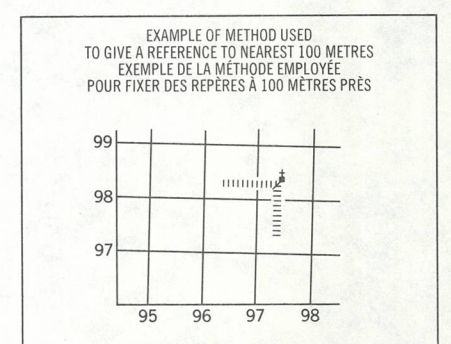 EXAMPLE OF METHOD USED
TO GIVE A REFERENCE TO NEAREST 100 METRES
EXEMPLE DE LA MÉTHODE EMPLOYÉE
POUR FIXER DES REPÈRES À 100 MÈTRES PRÈS
99
98
97
95 96 97 98